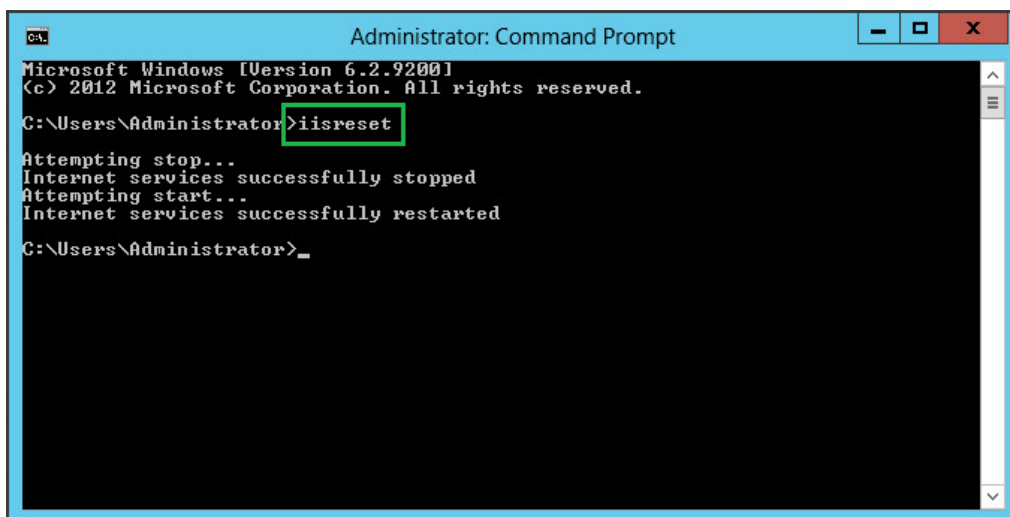 Administrator: Command Prompt
Microsoft Windows [Version 6.2.9200]
(c) 2012 Microsoft Corporation. All rights reserved.
C:\Users\Administrator>iisreset
Attempting stop...
Internet services successfully stopped
Attempting start...
Internet services successfully restarted
C:\Users\Administrator>_